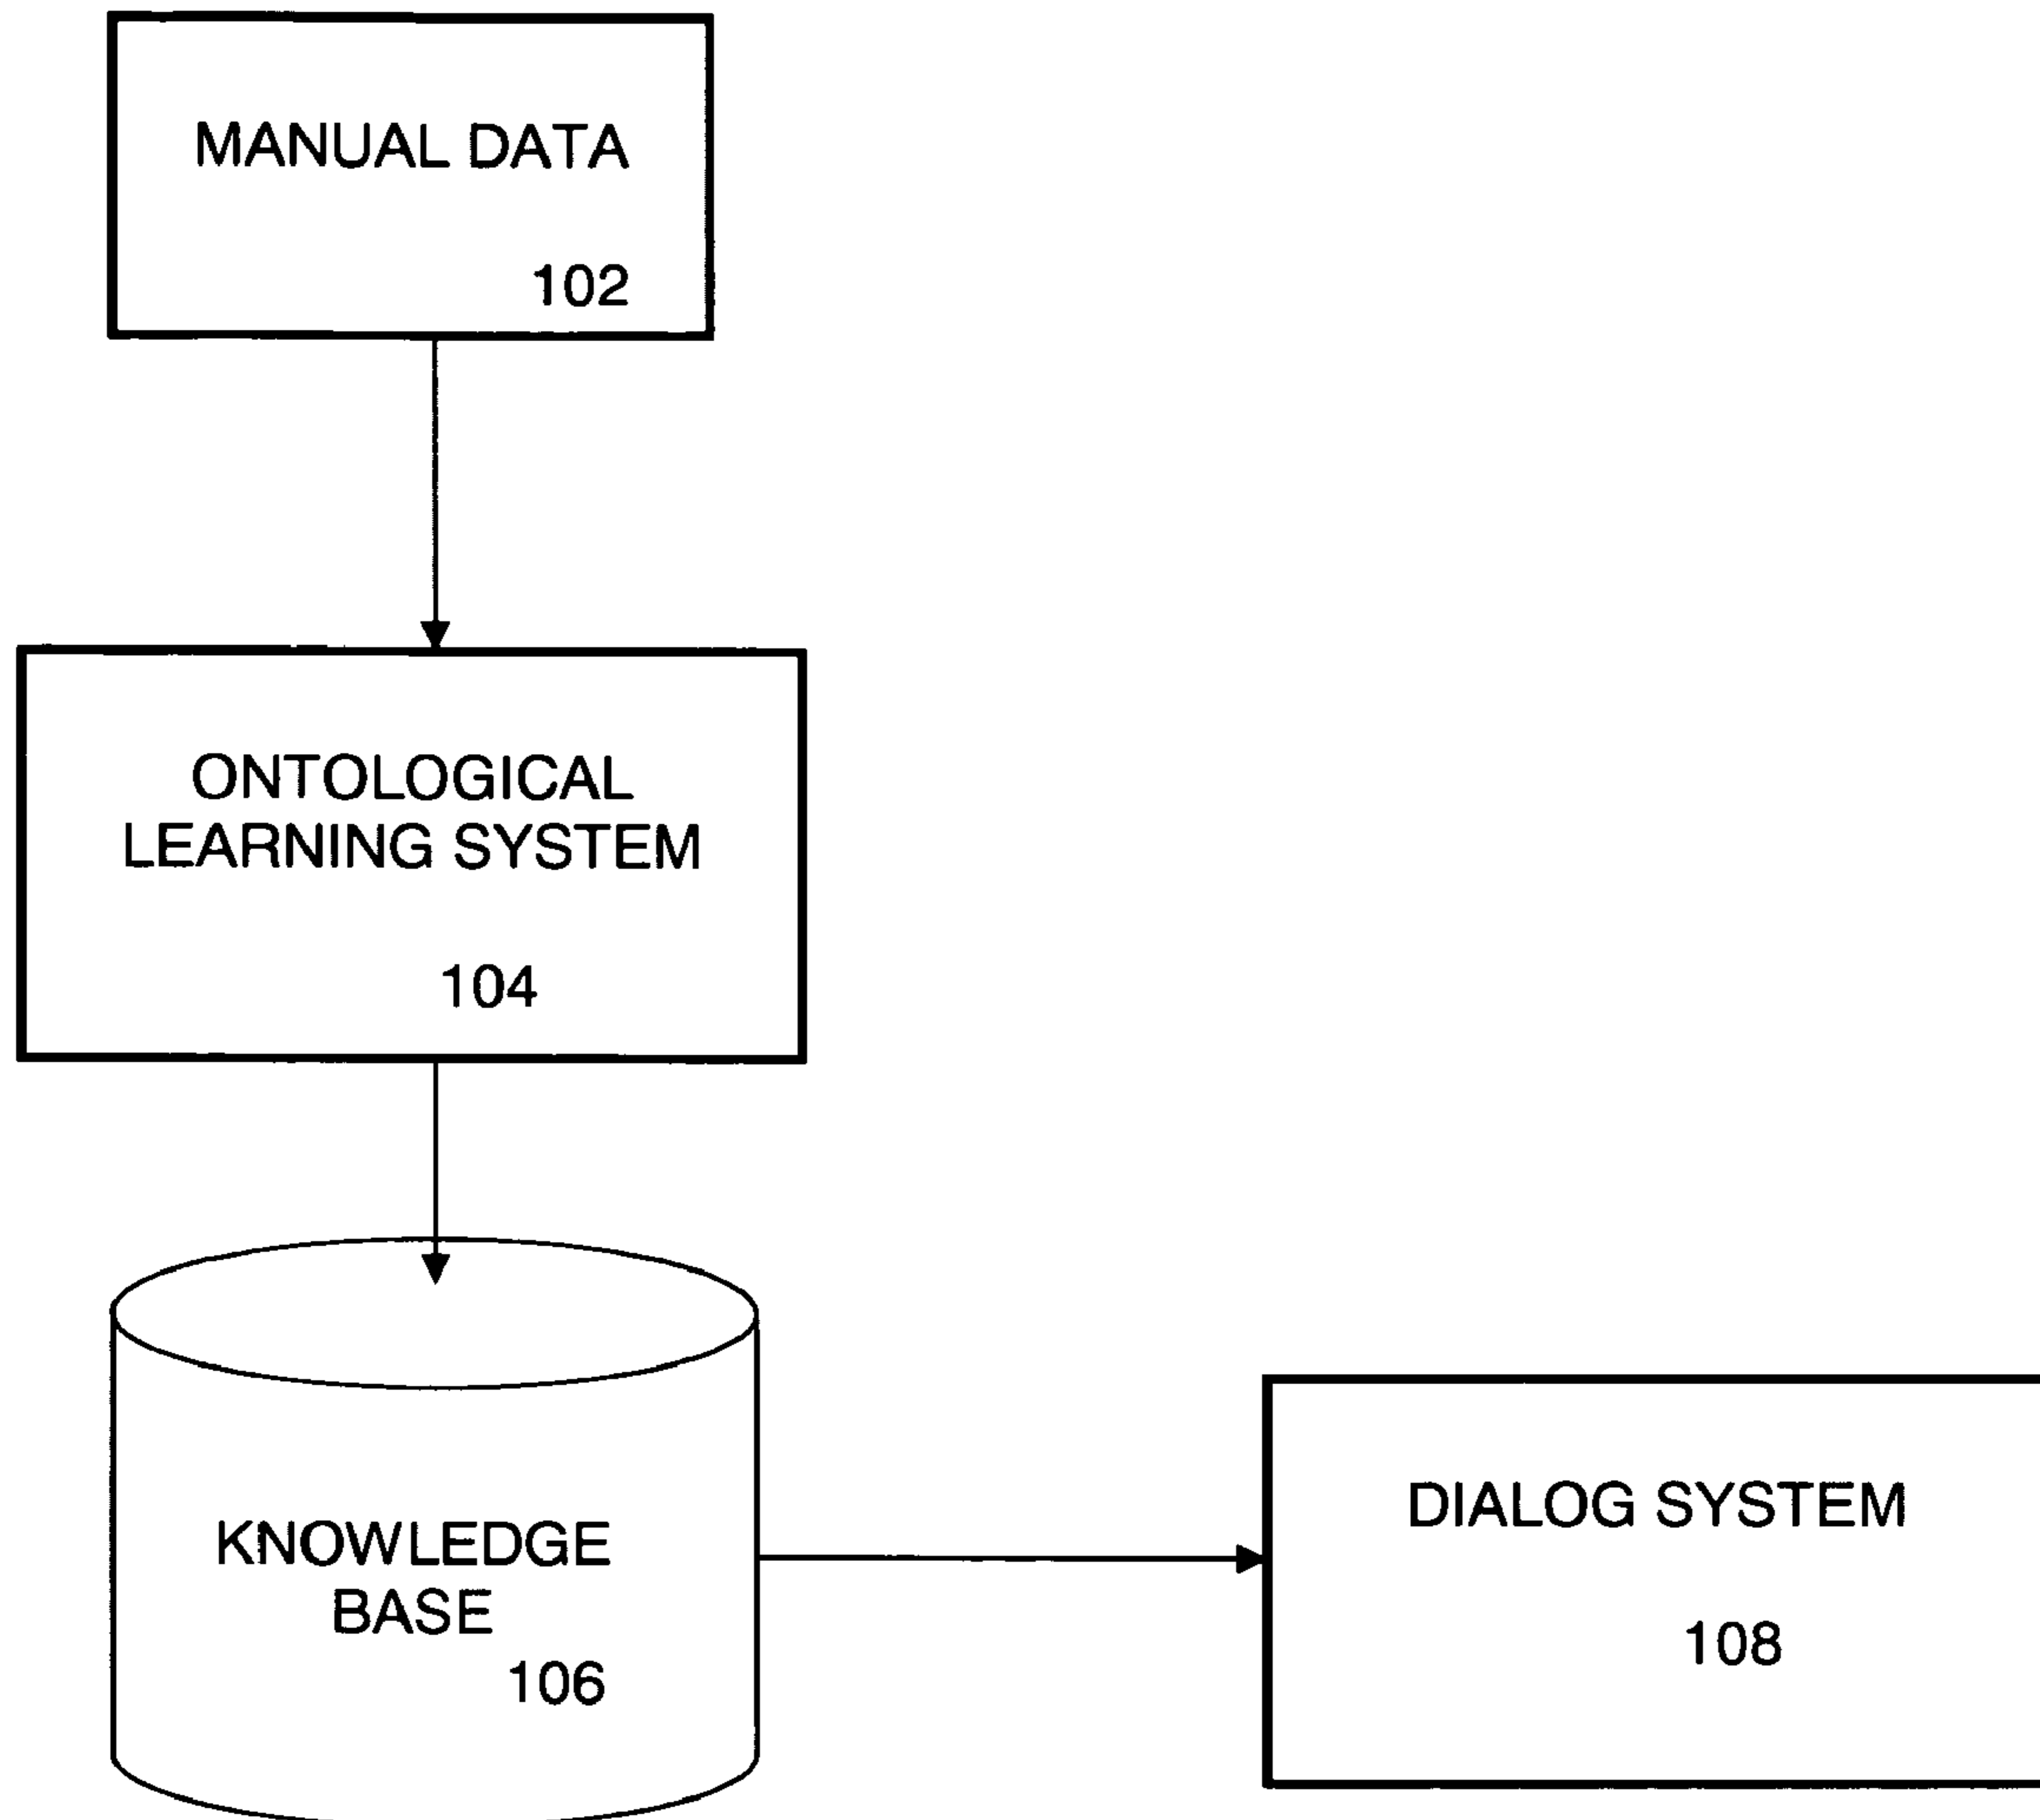 MANUAL DATA
102
ONTOLOGICAL
LEARNING SYSTEM
104
KNOWLEDGE
BASE
106
DIALOG SYSTEM
108